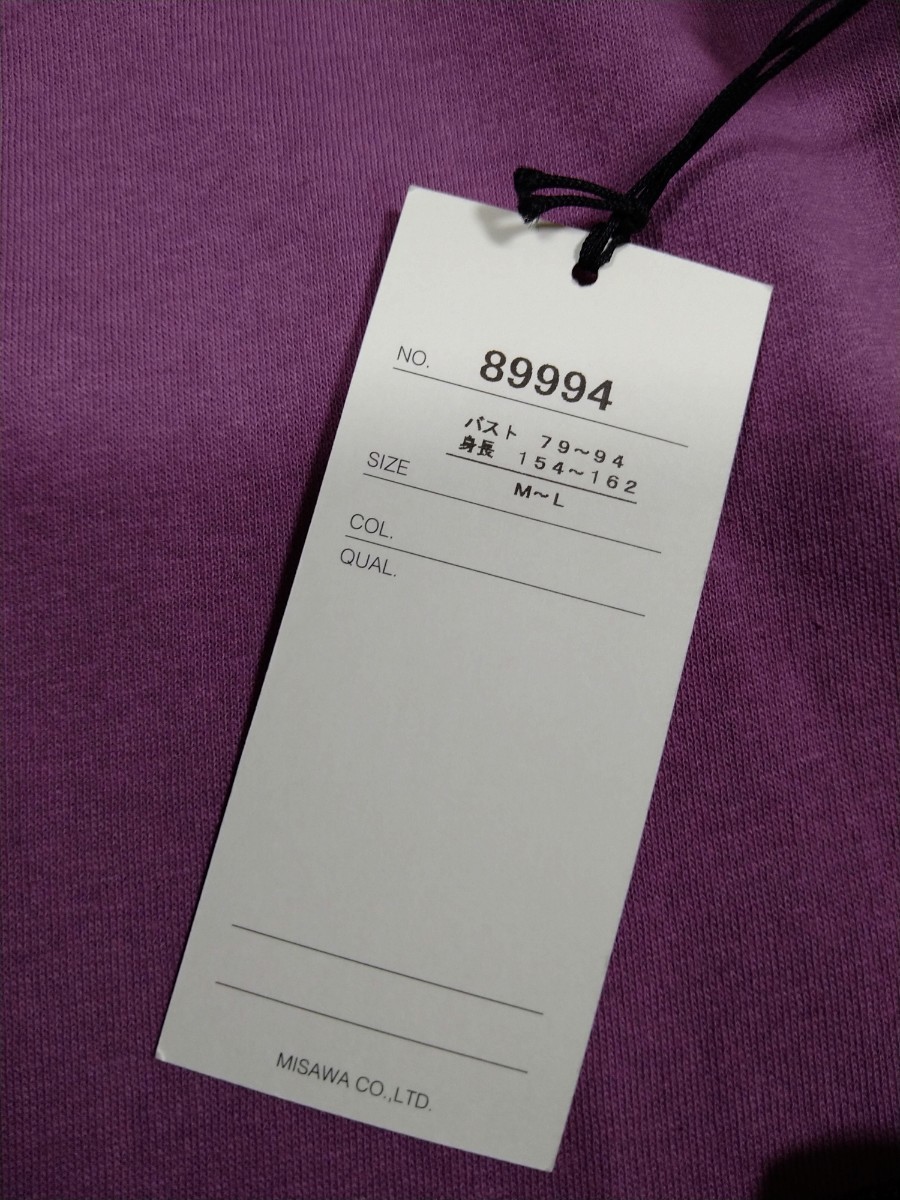 NO. 89994
バスト 79~94
身長 154~162
SIZE M~L
COL.
QUAL.
MISAWA CO.,LTD.